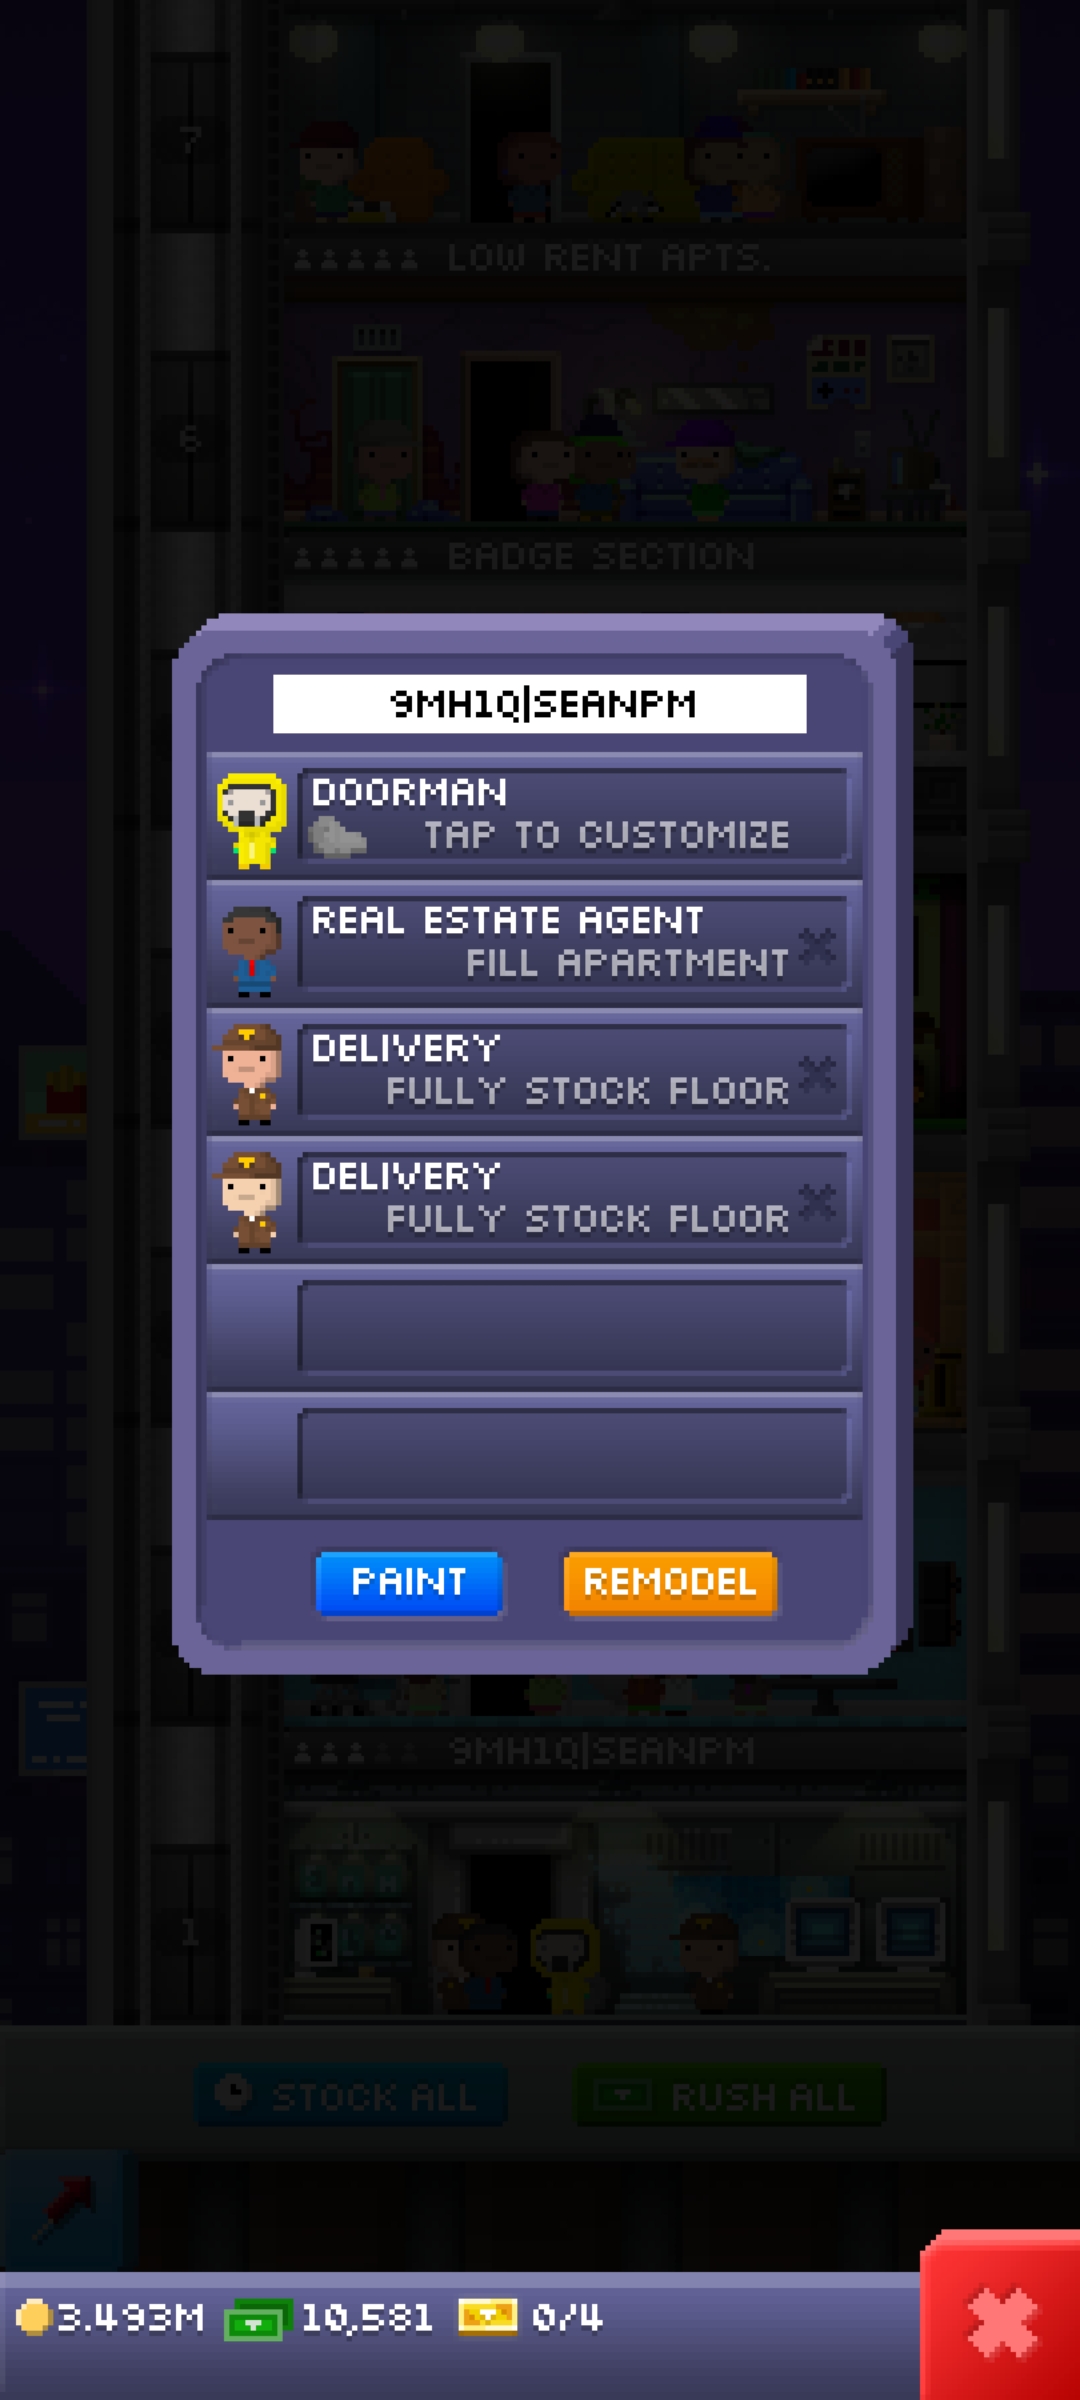 7
LOW RENT APTS.
6
BADGE SECTION
9MH1Q|SEANPM
DOORMAN
TAP TO CUSTOMIZE
REAL ESTATE AGENT
FILL APARTMENT
DELIVERY
FULLY STOCK FLOOR
DELIVERY
FULLY STOCK FLOOR
PAINT
REMODEL
9MH1Q|SEANPM
1
STOCK ALL
RUSH ALL
3.493M
10,581
0/4